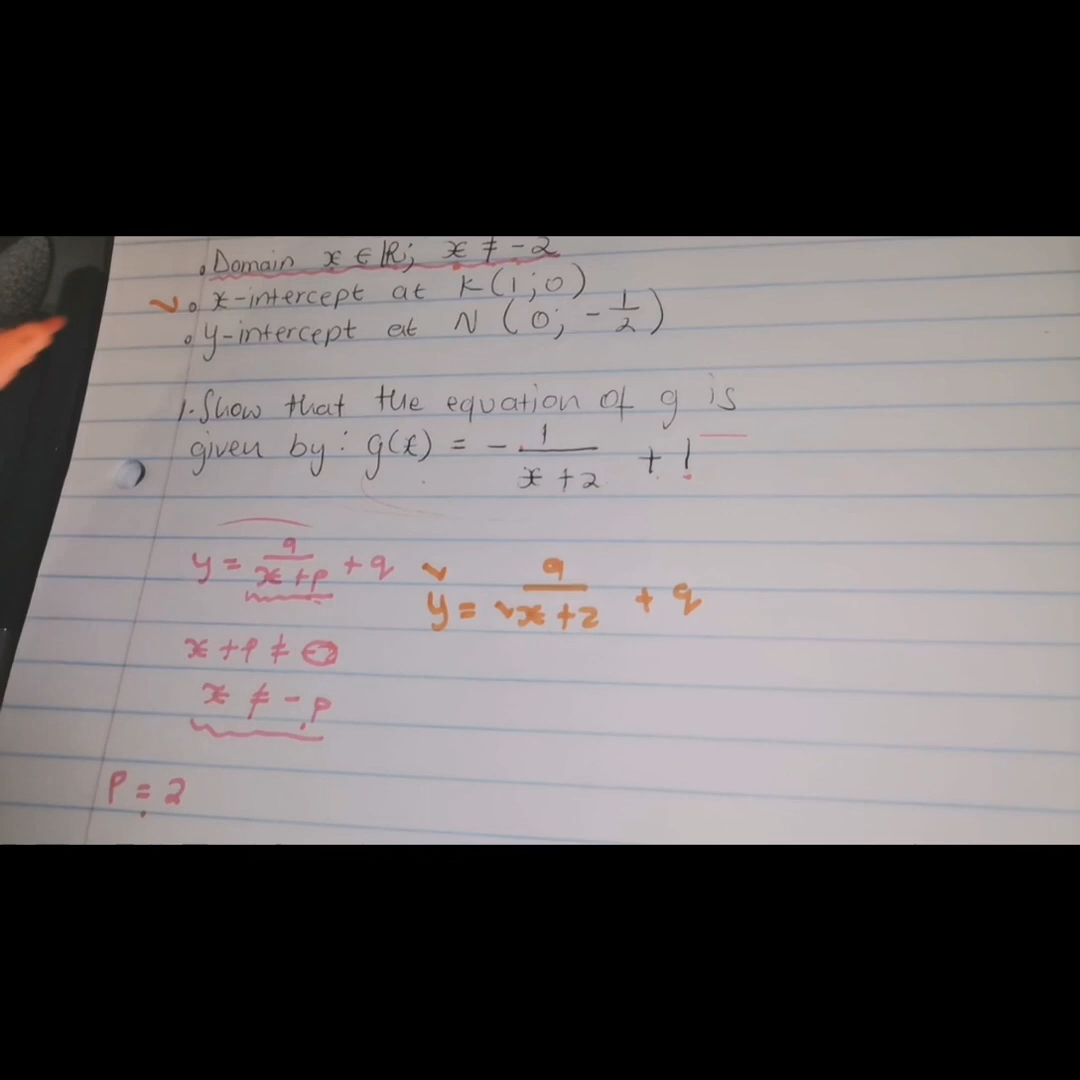 • Domain x ∈ ℝ; x ≠ -2
• x-intercept at K(1;0)
• y-intercept at N (0; -1/2)
1. Show that the equation of g is
given by: g(x) = - 1/(x+2) + 1
y = a/(x+p) + q
y = a/(x+2) + q
x + p ≠ 0
x ≠ -p
P = 2